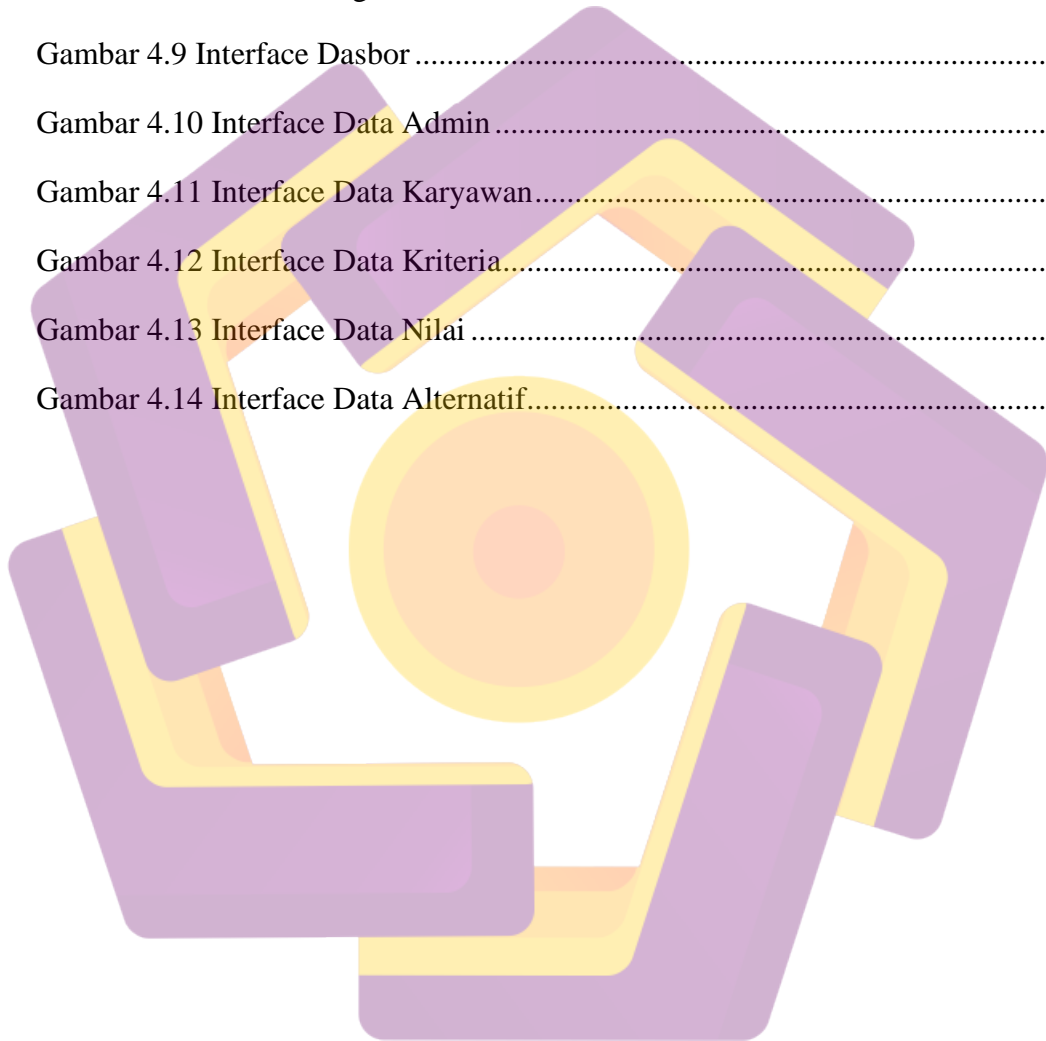 Gambar 4.9 Interface Dasbor ................................................................................
Gambar 4.10 Interface Data Admin ......................................................................
Gambar 4.11 Interface Data Karyawan.................................................................
Gambar 4.12 Interface Data Kriteria.....................................................................
Gambar 4.13 Interface Data Nilai .........................................................................
Gambar 4.14 Interface Data Alternatif..................................................................